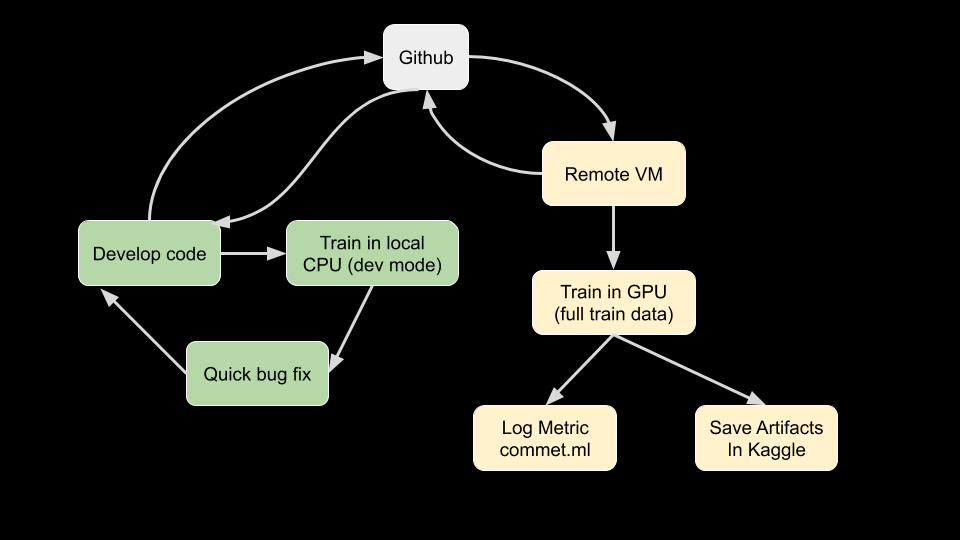 Github
Remote VM
Develop code
Train in local
CPU (dev mode)
Train in GPU
(full train data)
Quick bug fix
Log Metric
commet.ml
Save Artifacts
In Kaggle